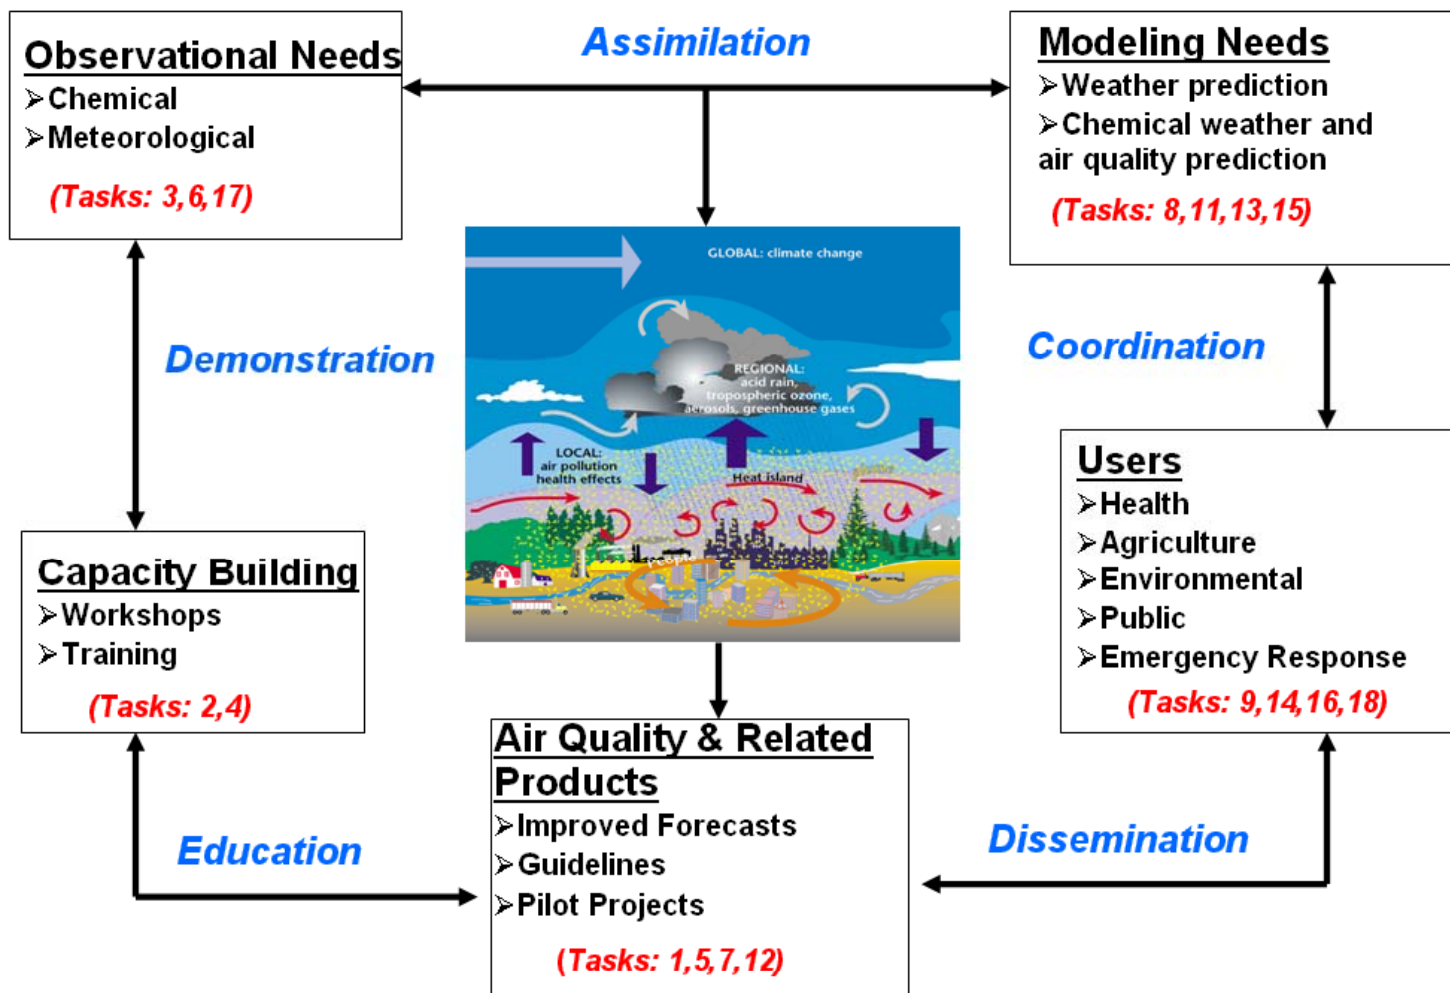 Observational Needs
➢Chemical
➢Meteorological
(Tasks: 3,6,17)
Assimilation
Modeling Needs
➢Weather prediction
➢Chemical weather and
air quality prediction
(Tasks: 8,11,13,15)
Demonstration
GLOBAL: climate change
REGIONAL:
acid rain,
tropospheric ozone,
aerosols, greenhouse gases
LOCAL:
air pollution
health effects
Heat island
People
Coordination
Capacity Building
➢Workshops
➢Training
(Tasks: 2,4)
Users
➢Health
➢Agriculture
➢Environmental
➢Public
➢Emergency Response
(Tasks: 9,14,16,18)
Education
Air Quality & Related
Products
➢Improved Forecasts
➢Guidelines
➢Pilot Projects
(Tasks: 1,5,7,12)
Dissemination